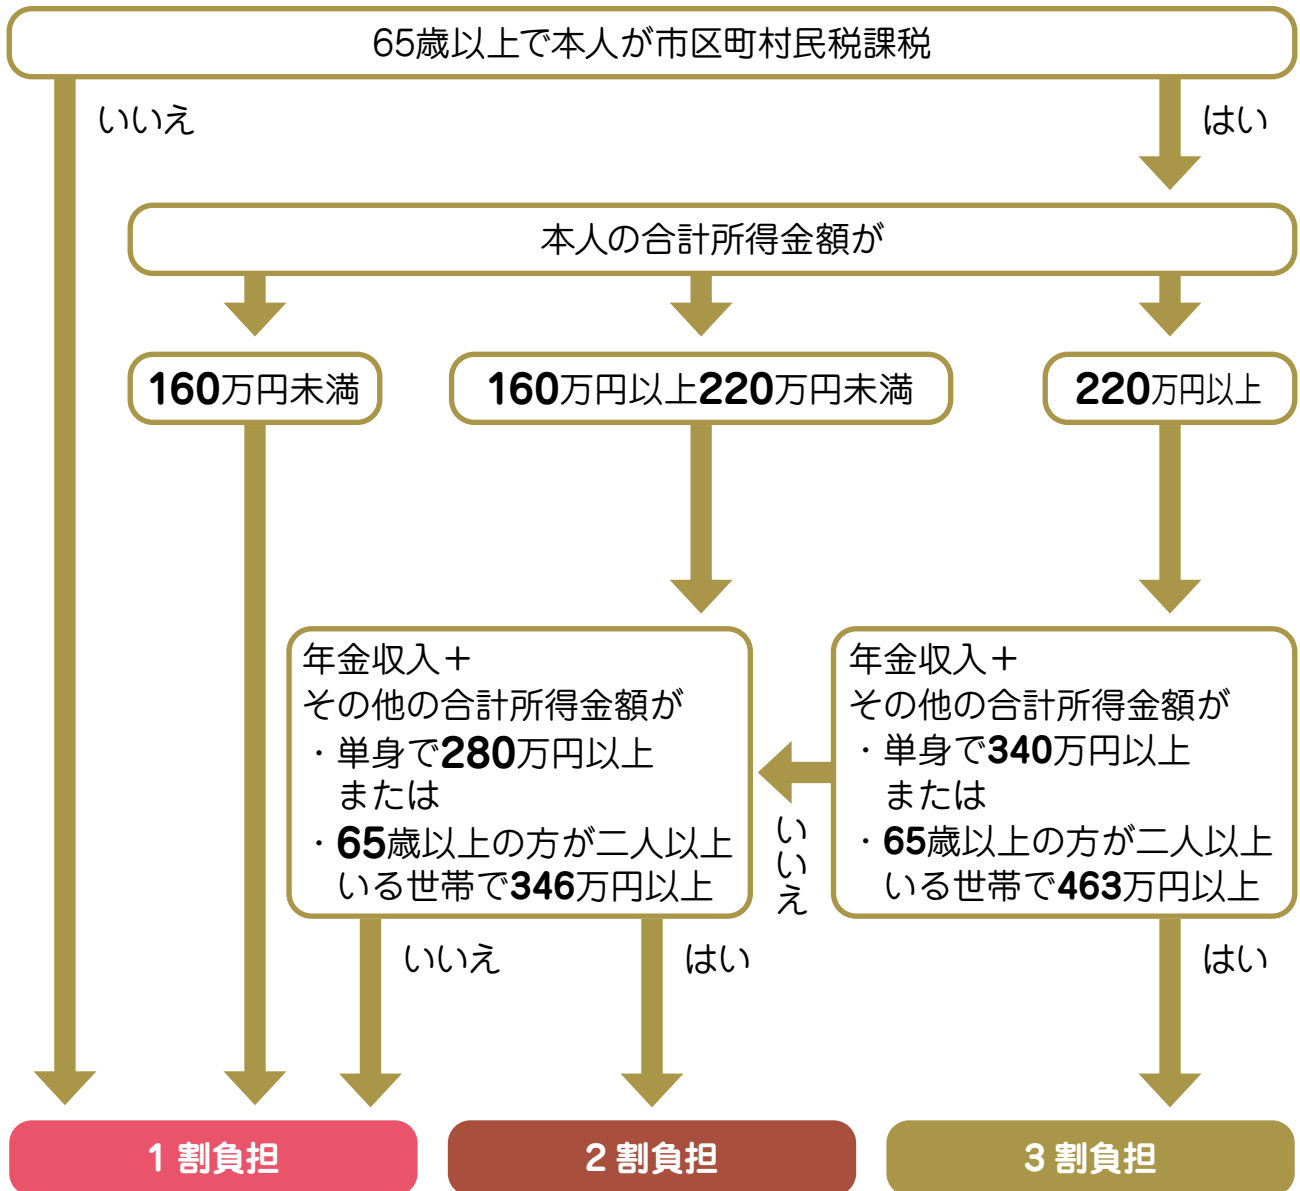 65歳以上で本人が市区町村民税課税
いいえ
はい
本人の合計所得金額が
160万円未満
160万円以上220万円未満
220万円以上
年金収入＋
その他の合計所得金額が
・単身で280万円以上
または
・65歳以上の方が二人以上
いる世帯で346万円以上
いいえ
年金収入＋
その他の合計所得金額が
・単身で340万円以上
または
・65歳以上の方が二人以上
いる世帯で463万円以上
いいえ
はい
はい
1割負担
2割負担
3割負担